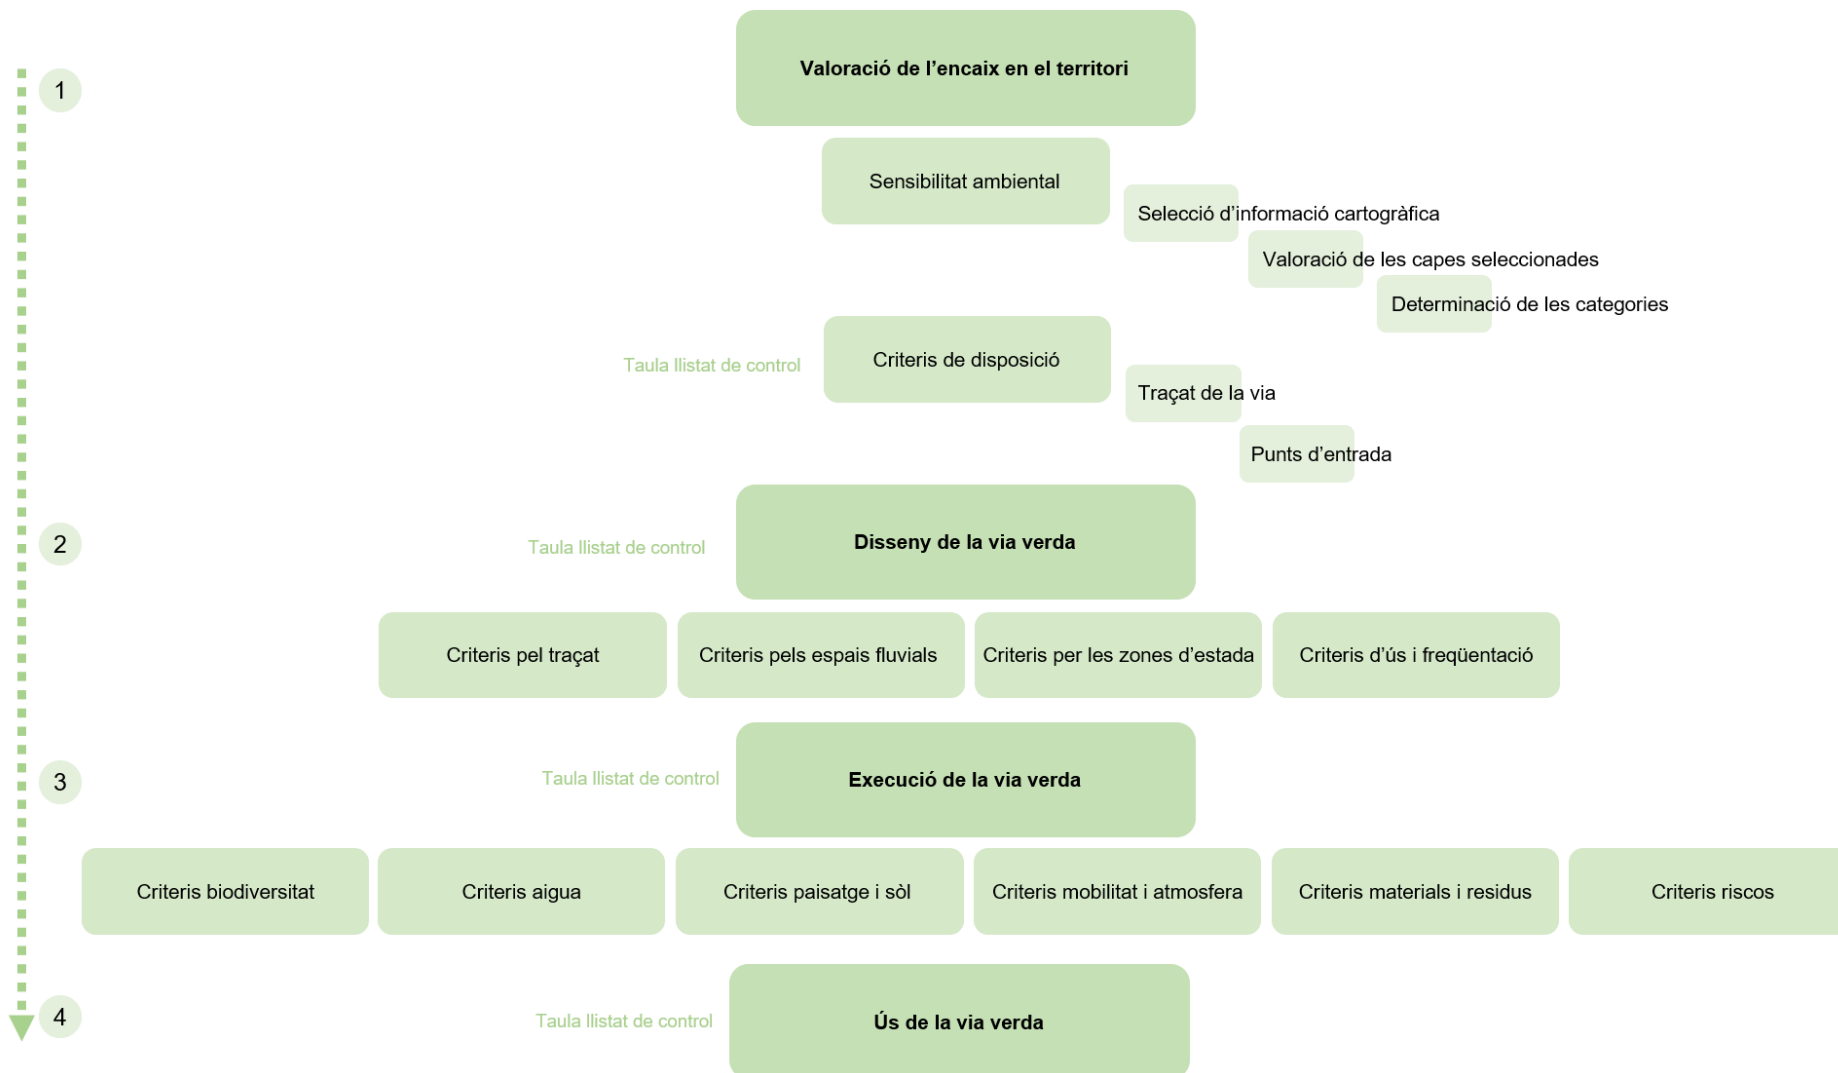 Valoració de l’encaix en el territori
1
Sensibilitat ambiental
Selecció d’informació cartogràfica
Valoració de les capes seleccionades
Determinació de les categories
Taula llistat de control
Criteris de disposició
Traçat de la via
Punts d’entrada
2
Taula llistat de control
Disseny de la via verda
Criteris pel traçat
Criteris pels espais fluvials
Criteris per les zones d’estada
Criteris d’ús i freqüentació
3
Taula llistat de control
Execució de la via verda
Criteris biodiversitat
Criteris aigua
Criteris paisatge i sòl
Criteris mobilitat i atmosfera
Criteris materials i residus
Criteris riscos
4
Taula llistat de control
Ús de la via verda